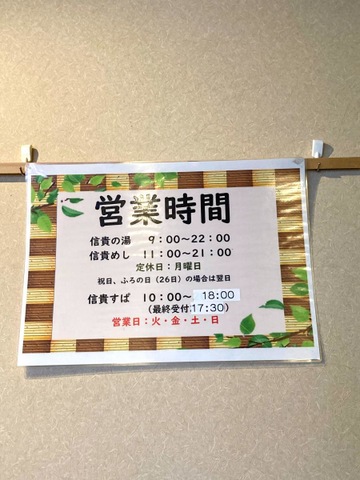 営業時間
信貴の湯 9:00～22:00
信貴めし 11:00～21:00
定休日:月曜日
祝日、ふろの日(26日)の場合は翌日
信貴すぱ 10:00～ 18:00
(最終受付17:30)
営業日:火・金・土・日